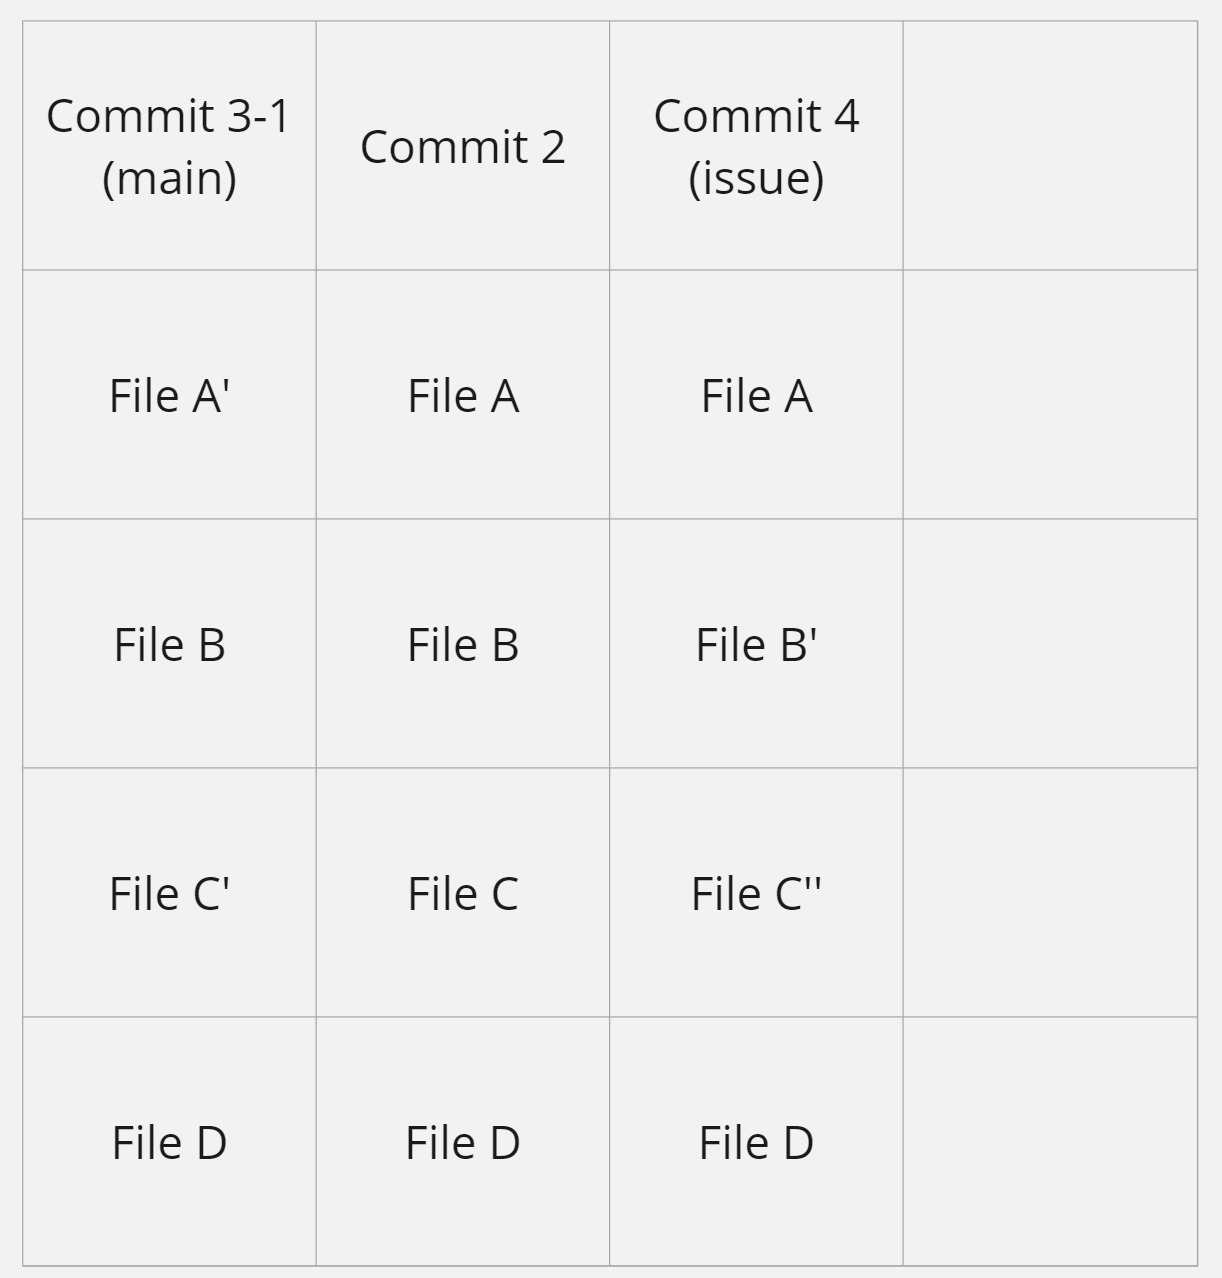 Commit 3-1
(main)
Commit 2
Commit 4
(issue)
File A'
File A
File A
File B
File B
File B'
File C'
File C
File C''
File D
File D
File D